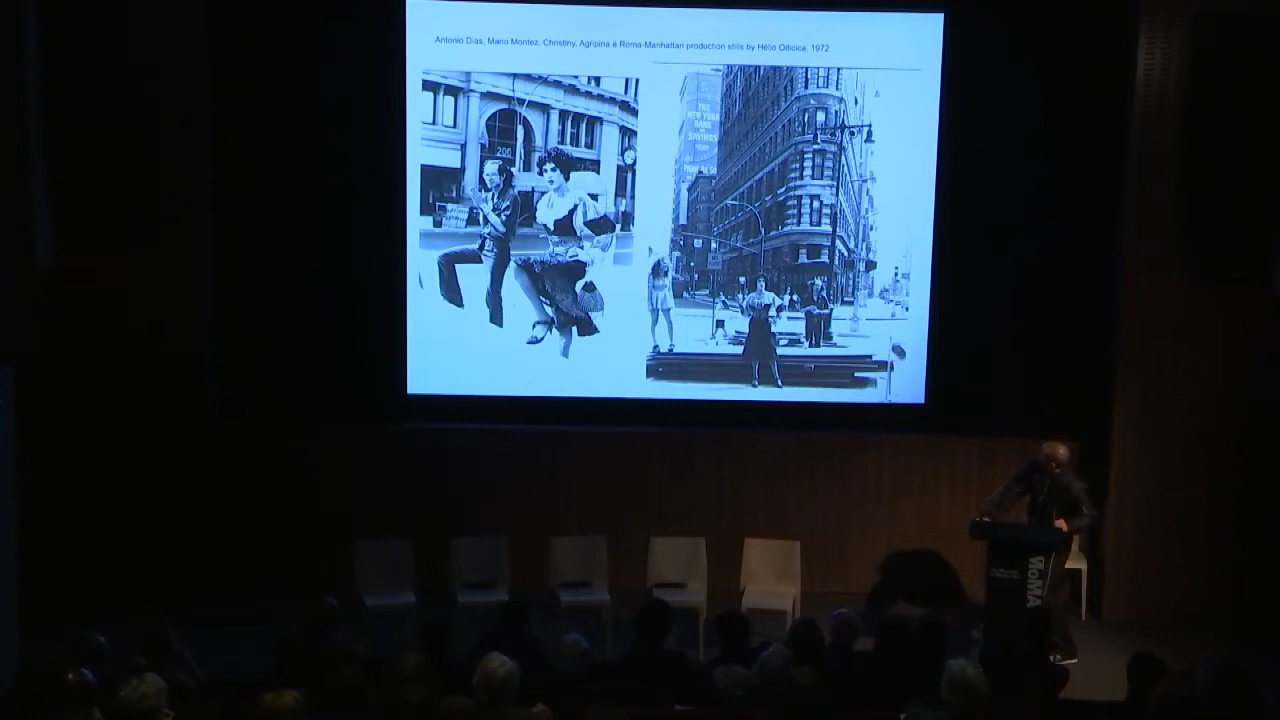 Antonio Dias, Mario Montez, Christiny, Agripina é Roma-Manhattan production stills by Hélio Oiticica, 1972
200
THE
NEW YORK
BANK
for
SAVINGS
MoMA